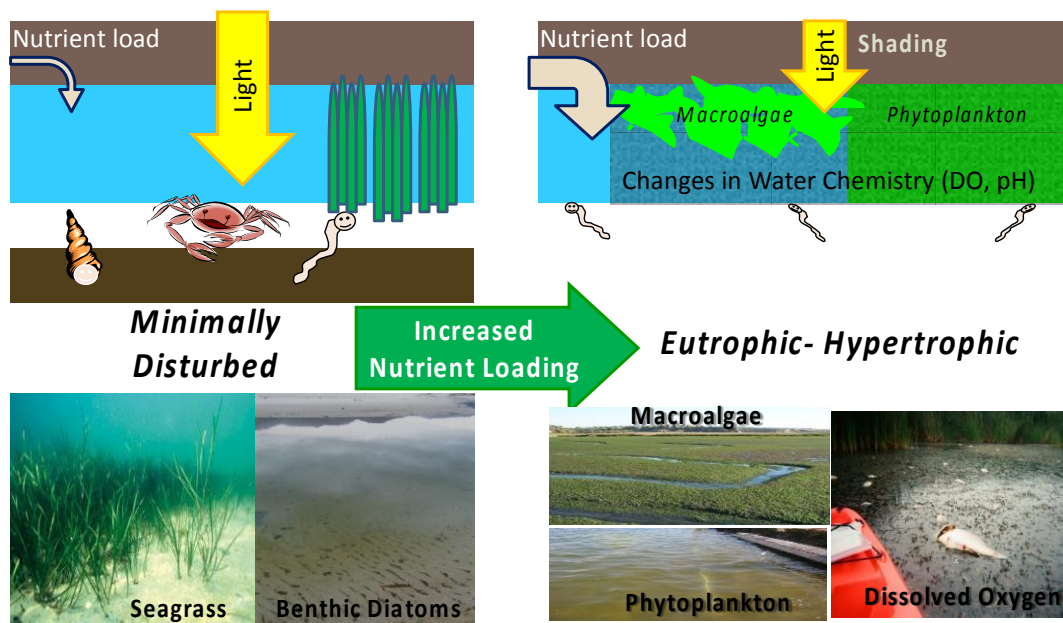 Nutrient load
Light
Nutrient load
Light
Shading
Macroalgae
Phytoplankton
Changes in Water Chemistry (DO, pH)
Minimally
Disturbed
Increased
Nutrient Loading
Eutrophic- Hypertrophic
Seagrass
Benthic Diatoms
Macroalgae
Phytoplankton
Dissolved Oxygen